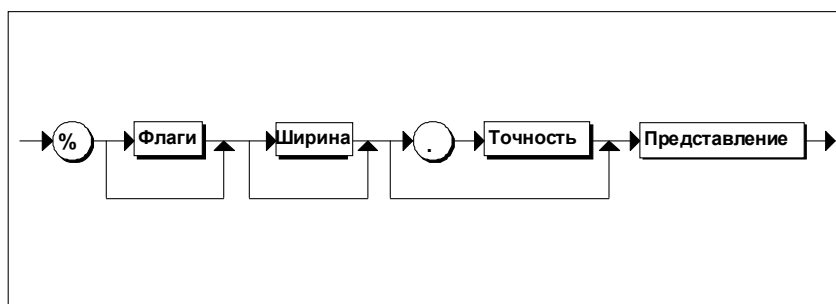 % Флаги Ширина . Точность Представление